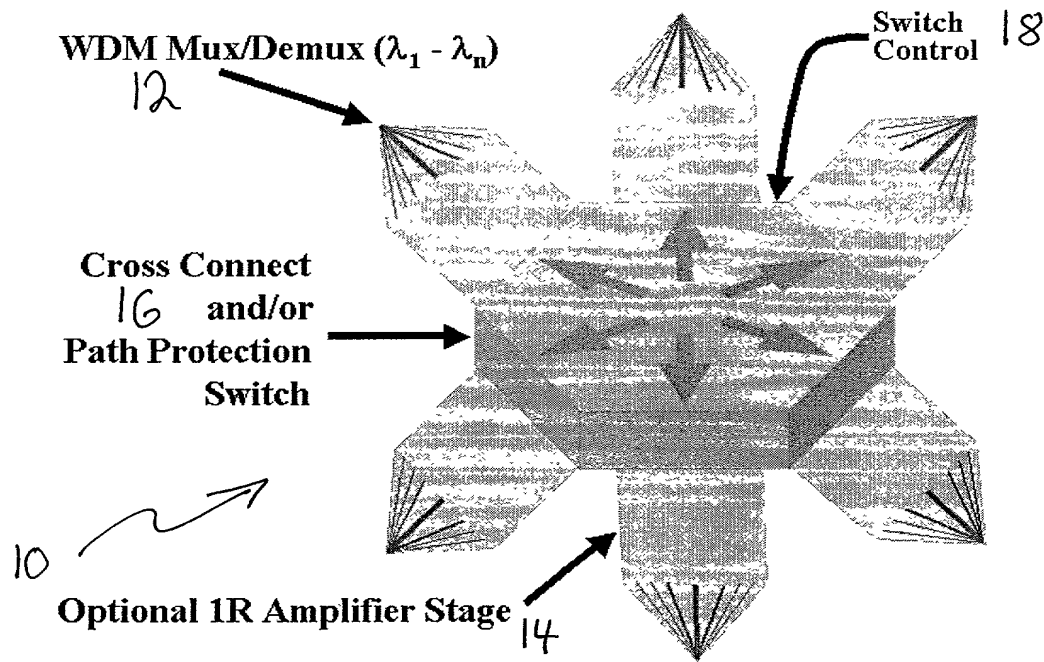 WDM Mux/Demux (λ1 - λn)
12
Switch
Control 18
Cross Connect
16 and/or
Path Protection
Switch
10
Optional 1R Amplifier Stage 14